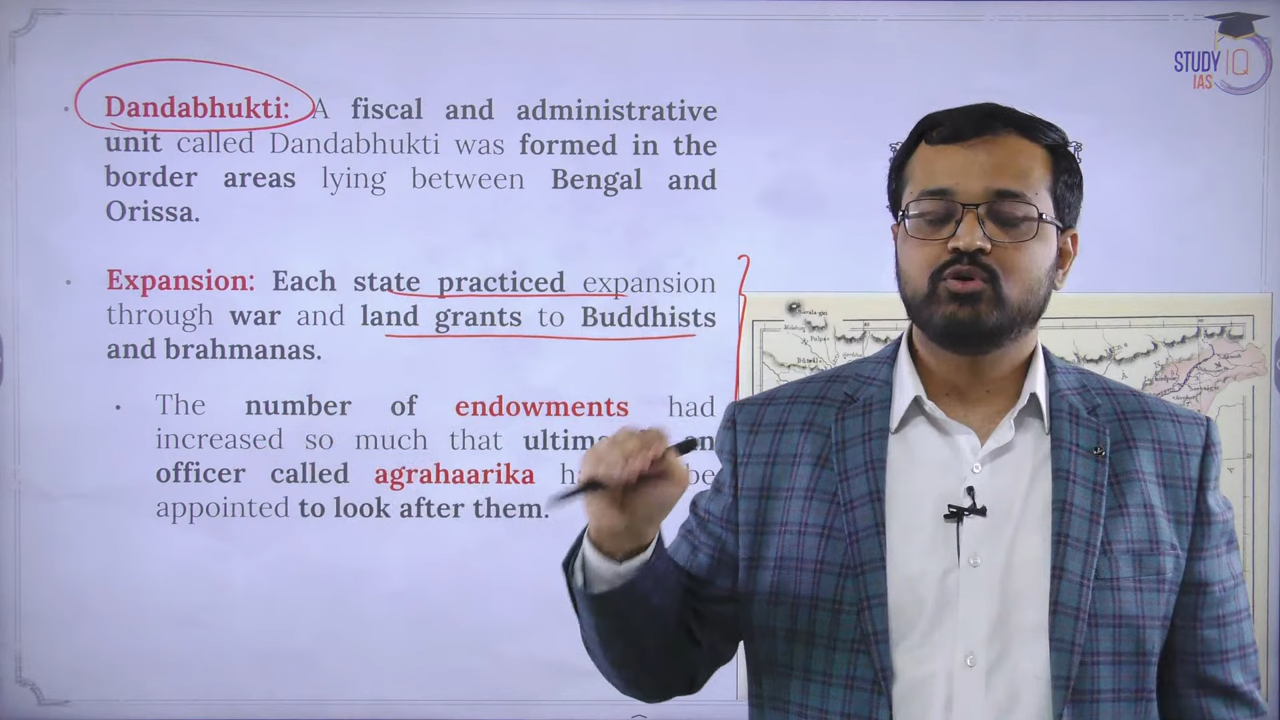 STUDY IQ
IAS
Dandabhukti: A fiscal and administrative
unit called Dandabhukti was formed in the
border areas lying between Bengal and
Orissa.
Expansion: Each state practiced expansion
through war and land grants to Buddhists
and brahmanas.
The number of endowments had
increased so much that
officer called agrahaarika be
appointed to look after them.